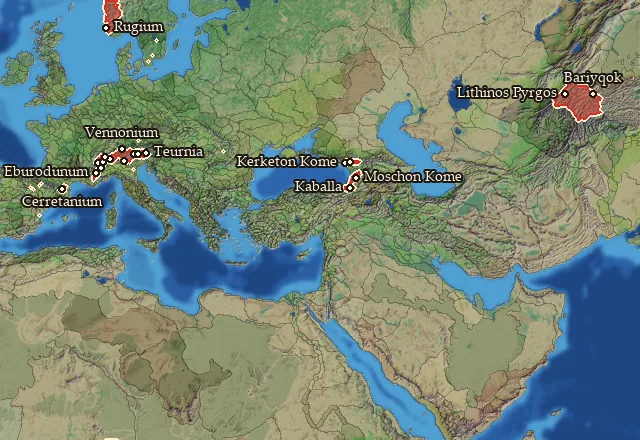 Rugium
Bariyqok
Lithinos Pyrgos
Vennonium
Teurnia
Kerketon Kome
Eburodunum
Moschon Kome
Kaballa
Cerretanium